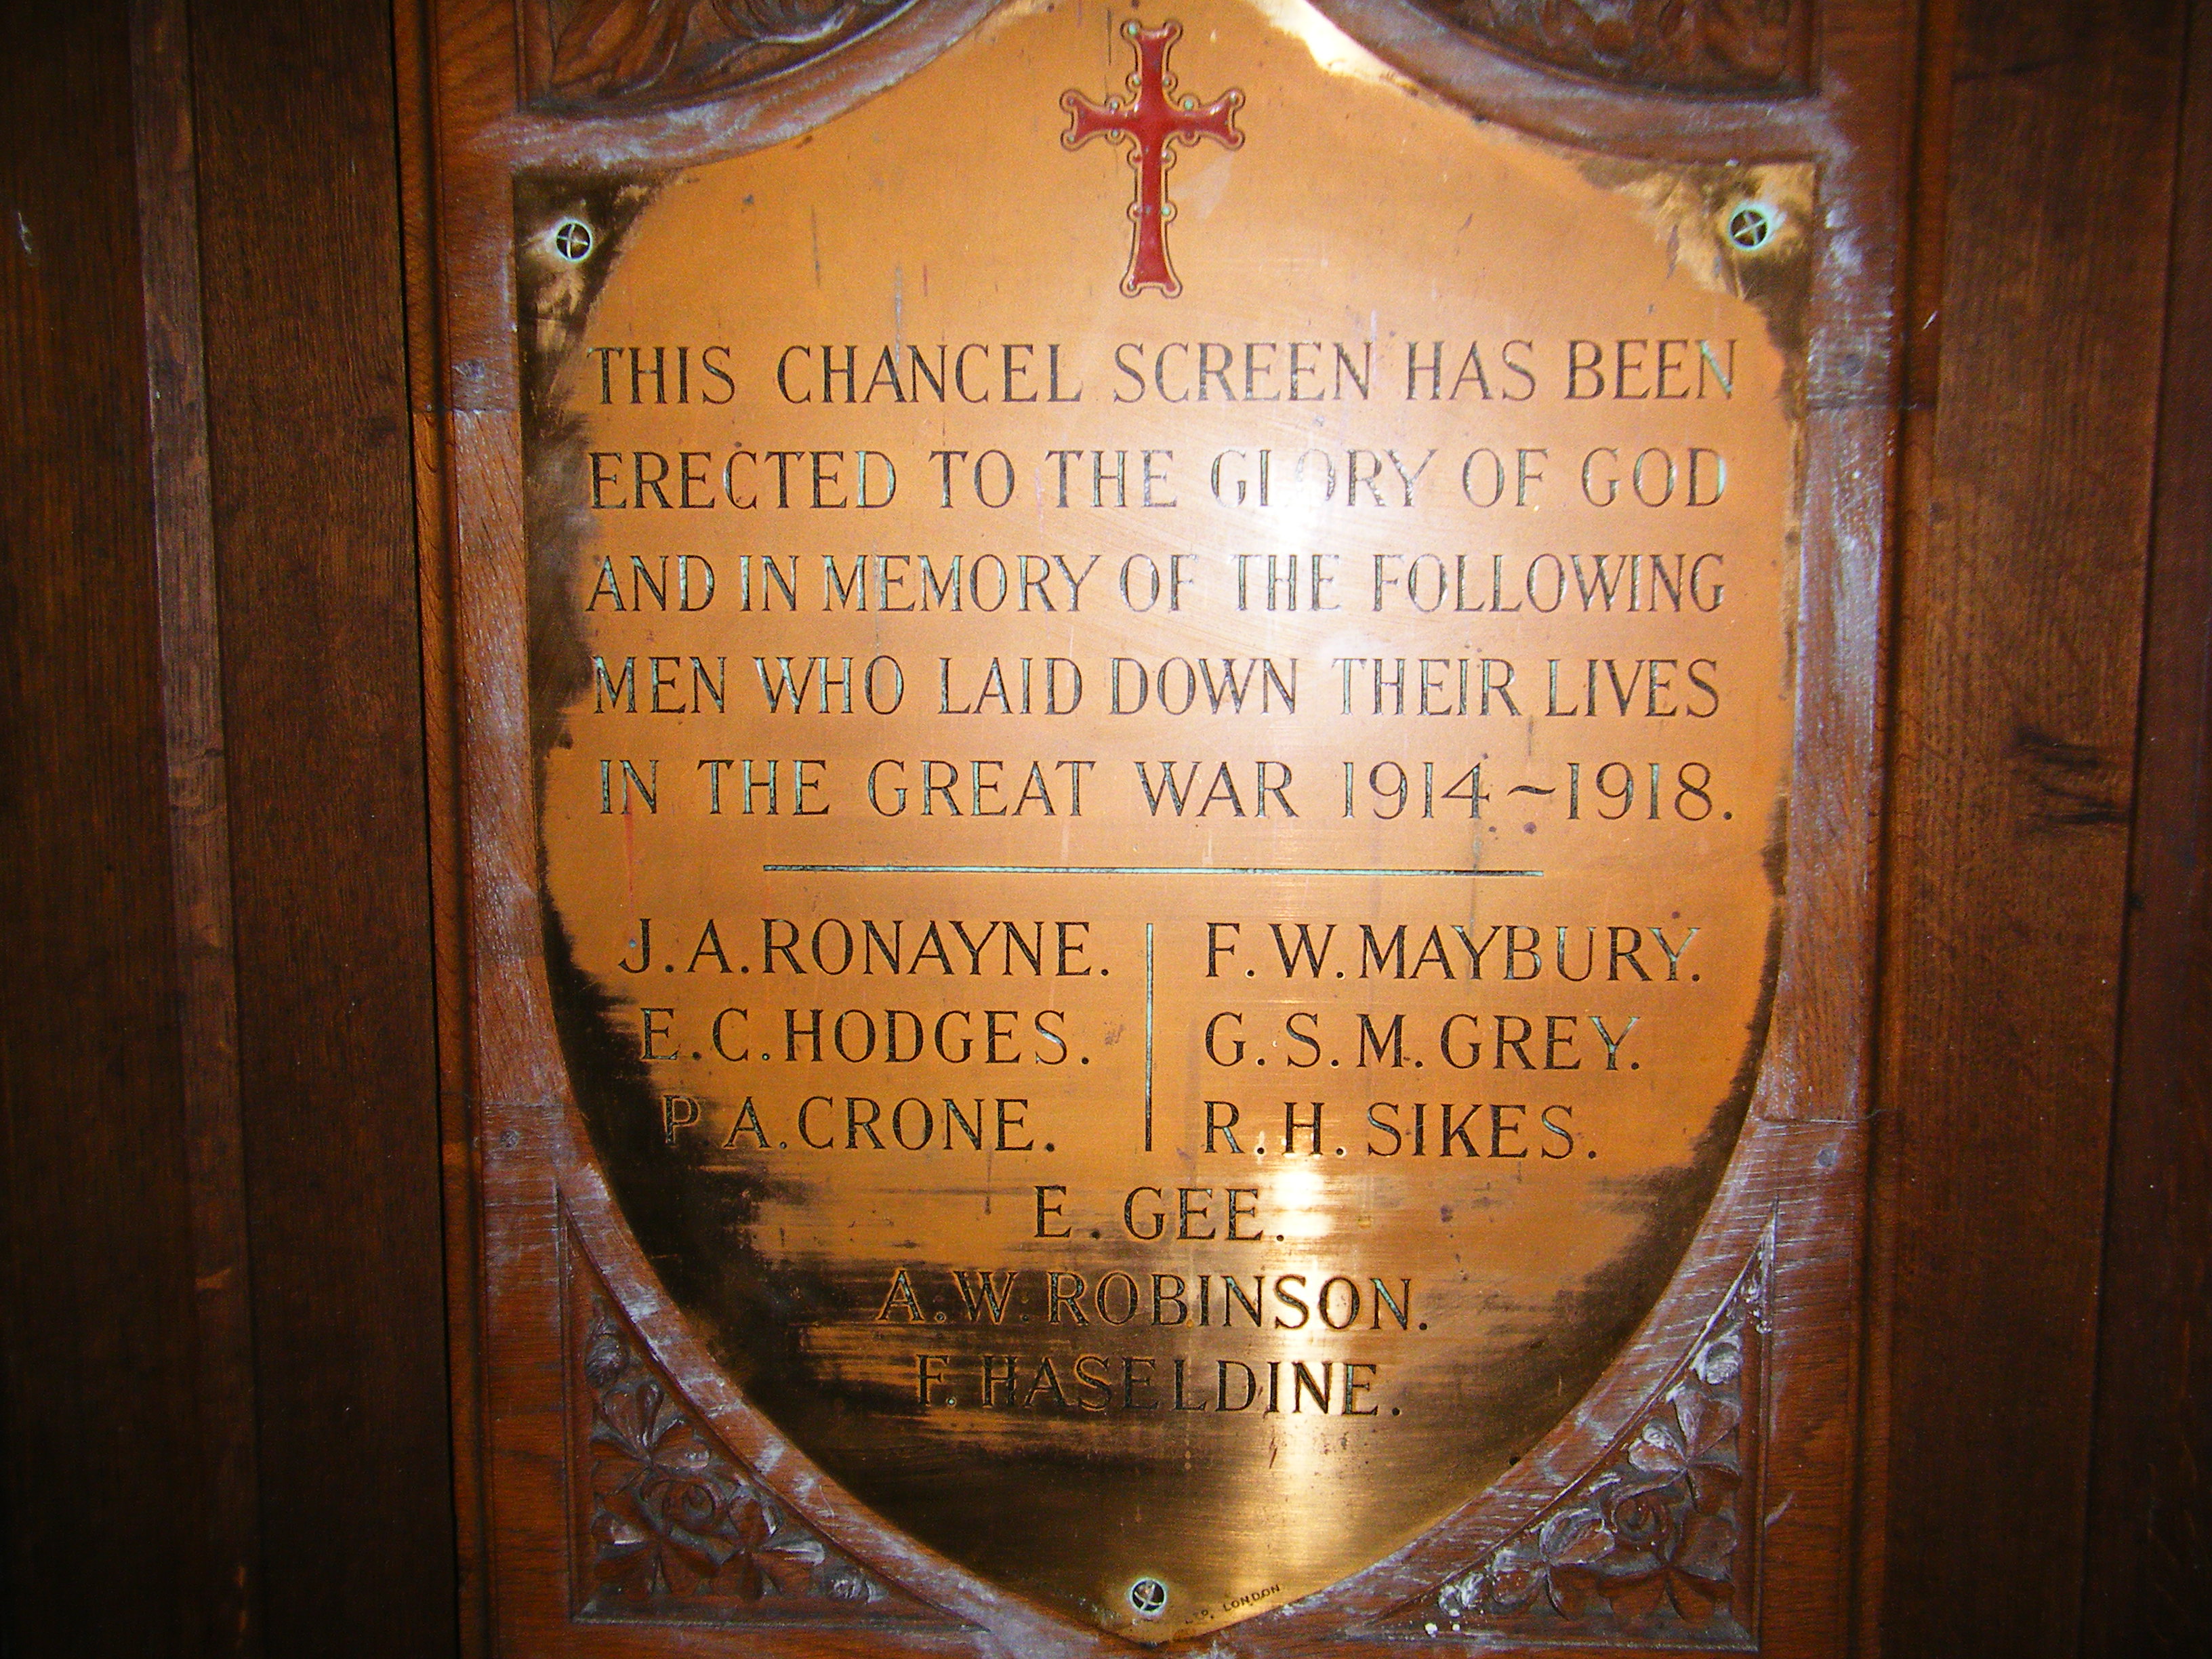 THIS CHANCEL SCREEN HAS BEEN
ERECTED TO THE GLORY OF GOD
AND IN MEMORY OF THE FOLLOWING
MEN WHO LAID DOWN THEIR LIVES
IN THE GREAT WAR 1914~1918.
J. A. RONAYNE.
E. C. HODGES.
P. A. CRONE.
F. W. MAYBURY.
G. S. M. GREY.
R. H. SIKES.
E. GEE.
A. W. ROBINSON.
F. HASELDINE.
LTD. LONDON